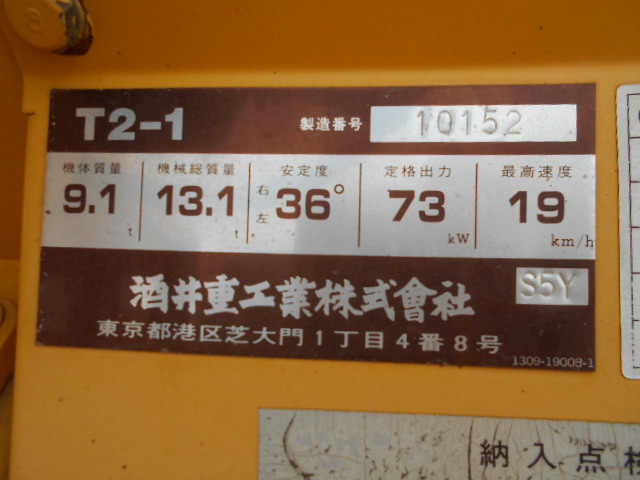 T2-1 製造番号 10152
機体質量 機械総質量 安定度 定格出力 最高速度
9.1 t 13.1 t 右左 36° 73 kW 19 km/h
酒井重工業株式會社 S5Y
東京都港区芝大門1丁目4番8号
1309-19008-1
納入点検